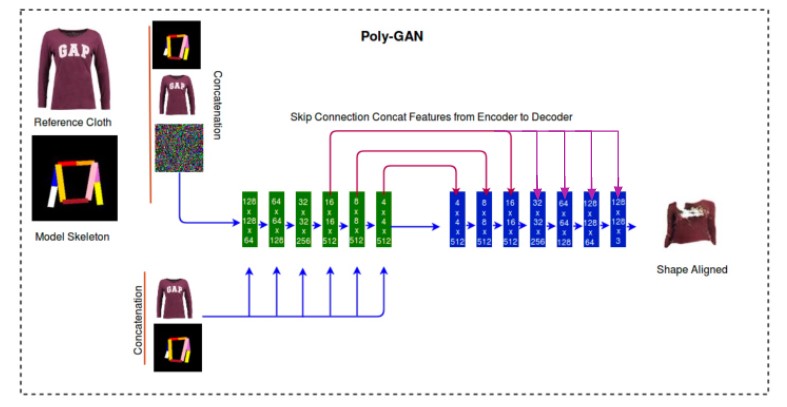 Poly-GAN
GAP
Reference Cloth
Model Skeleton
GAP
Concatenation
Skip Connection Concat Features from Encoder to Decoder
128 x 128 x 64
64 x 64 x 128
32 x 32 x 256
16 x 16 x 512
8 x 8 x 512
4 x 4 x 512
4 x 4 x 512
8 x 8 x 512
16 x 16 x 512
32 x 32 x 256
64 x 64 x 128
128 x 128 x 64
128 x 128 x 3
Shape Aligned
GAP
Concatenation